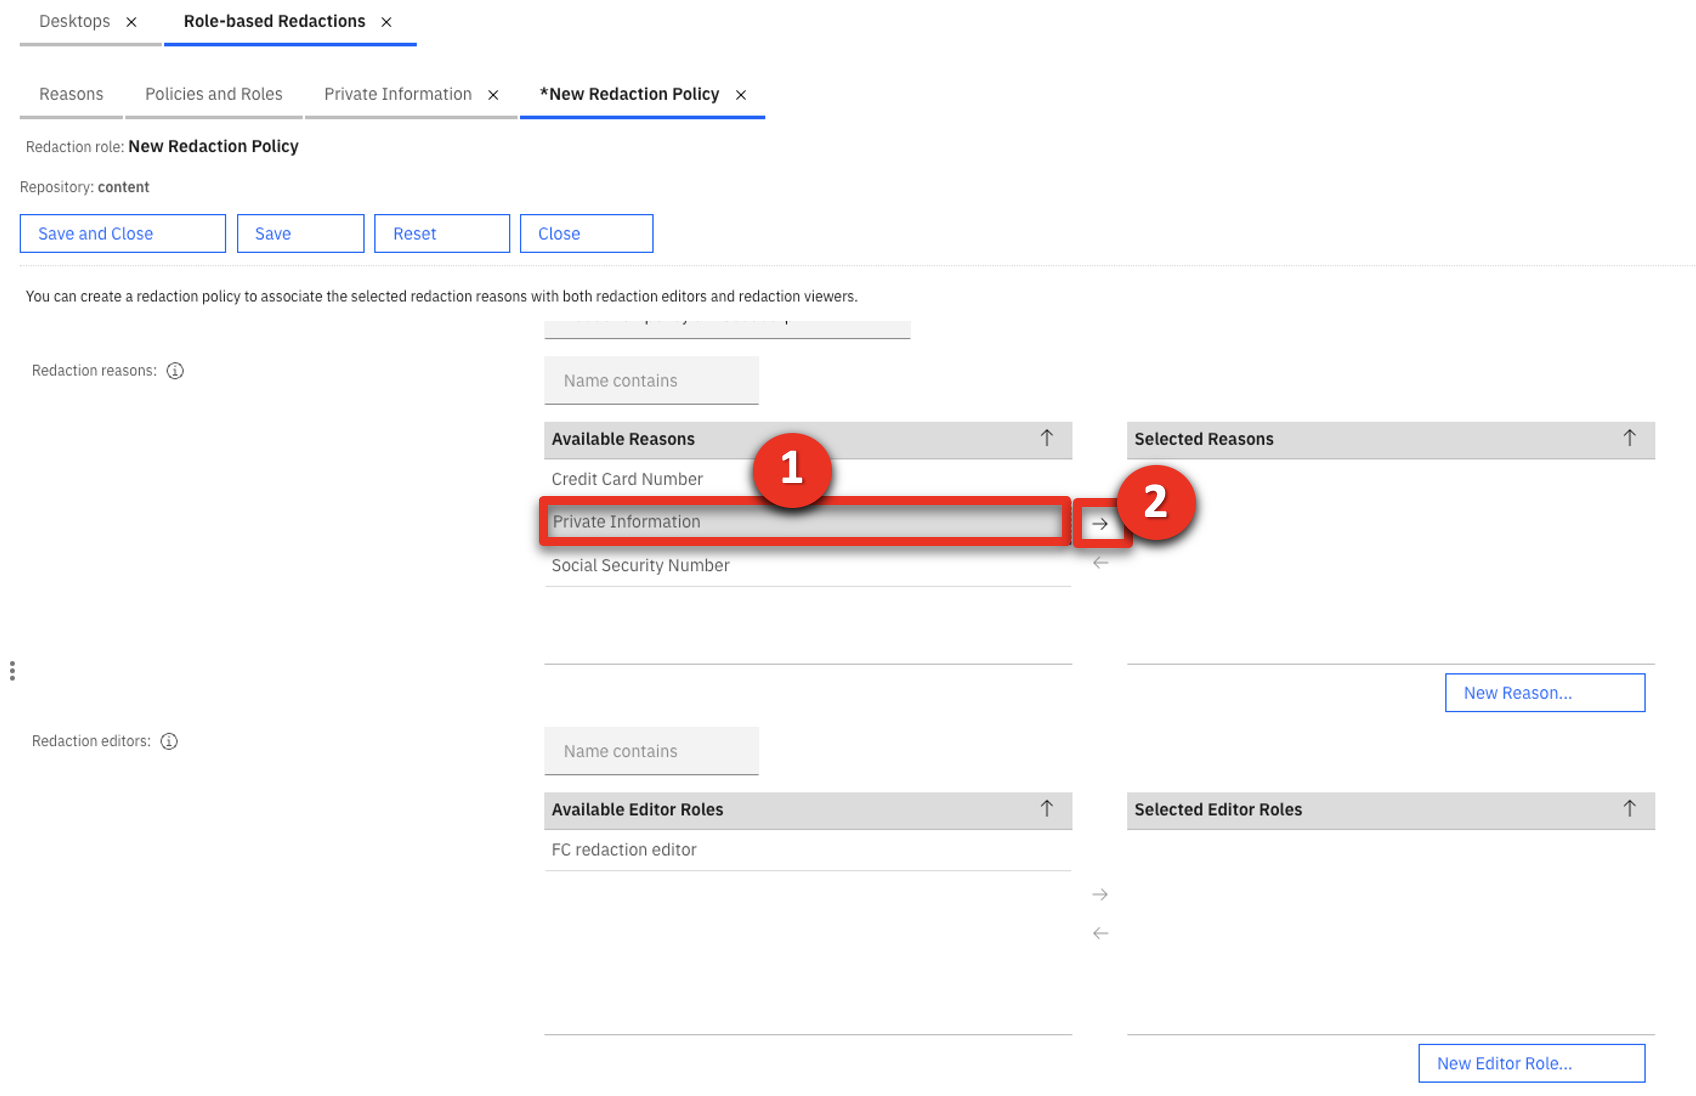 Desktops
Role-based Redactions
Reasons
Policies and Roles
Private Information
*New Redaction Policy
Redaction role: New Redaction Policy
Repository: content
Save and Close
Save
Reset
Close
You can create a redaction policy to associate the selected redaction reasons with both redaction editors and redaction viewers.
Redaction reasons:
Name contains
Available Reasons
Selected Reasons
Credit Card Number
1
Private Information
2
Social Security Number
New Reason...
Redaction editors:
Name contains
Available Editor Roles
Selected Editor Roles
FC redaction editor
New Editor Role...